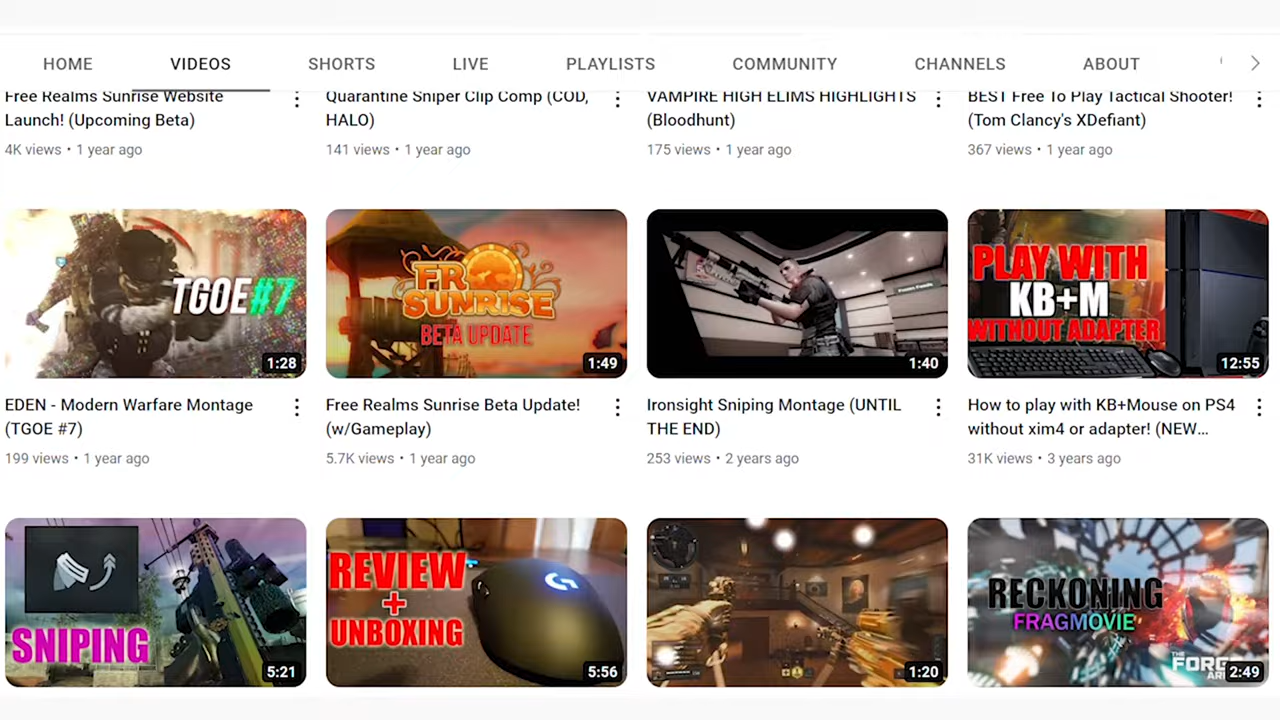 HOME VIDEOS SHORTS LIVE PLAYLISTS COMMUNITY CHANNELS ABOUT
Free Realms Sunrise Website
Launch! (Upcoming Beta)
4K views • 1 year ago
Quarantine Sniper Clip Comp (COD,
HALO)
141 views • 1 year ago
VAMPIRE HIGH ELIMS HIGHLIGHTS
(Bloodhunt)
175 views • 1 year ago
BEST Free To Play Tactical Shooter!
(Tom Clancy's XDefiant)
367 views • 1 year ago
TGOE#7
1:28
FR
SUNRISE
BETA UPDATE
1:49
1:40
PLAY WITH
KB+M
WITHOUT ADAPTER
12:55
EDEN - Modern Warfare Montage
(TGOE #7)
199 views • 1 year ago
Free Realms Sunrise Beta Update!
(w/Gameplay)
5.7K views • 1 year ago
Ironsight Sniping Montage (UNTIL
THE END)
253 views • 2 years ago
How to play with KB+Mouse on PS4
without xim4 or adapter! (NEW...
31K views • 3 years ago
SNIPING
5:21
REVIEW
+
UNBOXING
5:56
1:20
RECKONING
FRAGMOVIE
THE
2:49